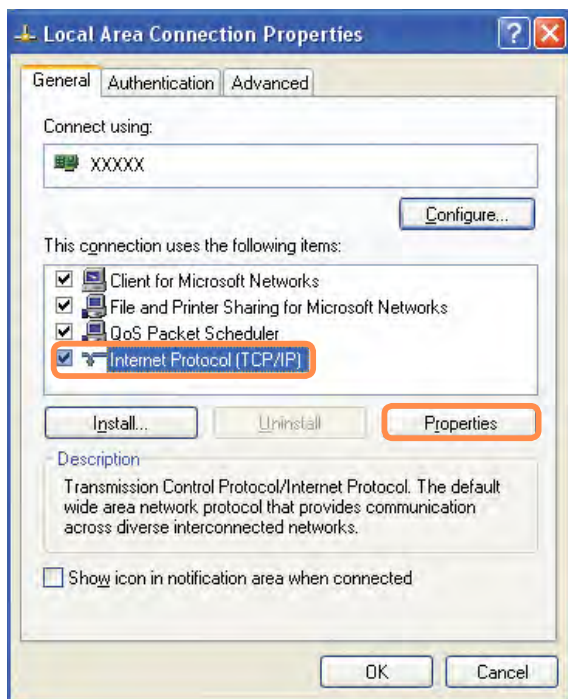 Local Area Connection Properties
General Authentication Advanced
Connect using:
XXXXX
Configure...
This connection uses the following items:
Client for Microsoft Networks
File and Printer Sharing for Microsoft Networks
QoS Packet Scheduler
Internet Protocol (TCP/IP)
Install... Uninstall Properties
Description
Transmission Control Protocol/Internet Protocol. The default
wide area network protocol that provides communication
across diverse interconnected networks.
Show icon in notification area when connected
OK Cancel